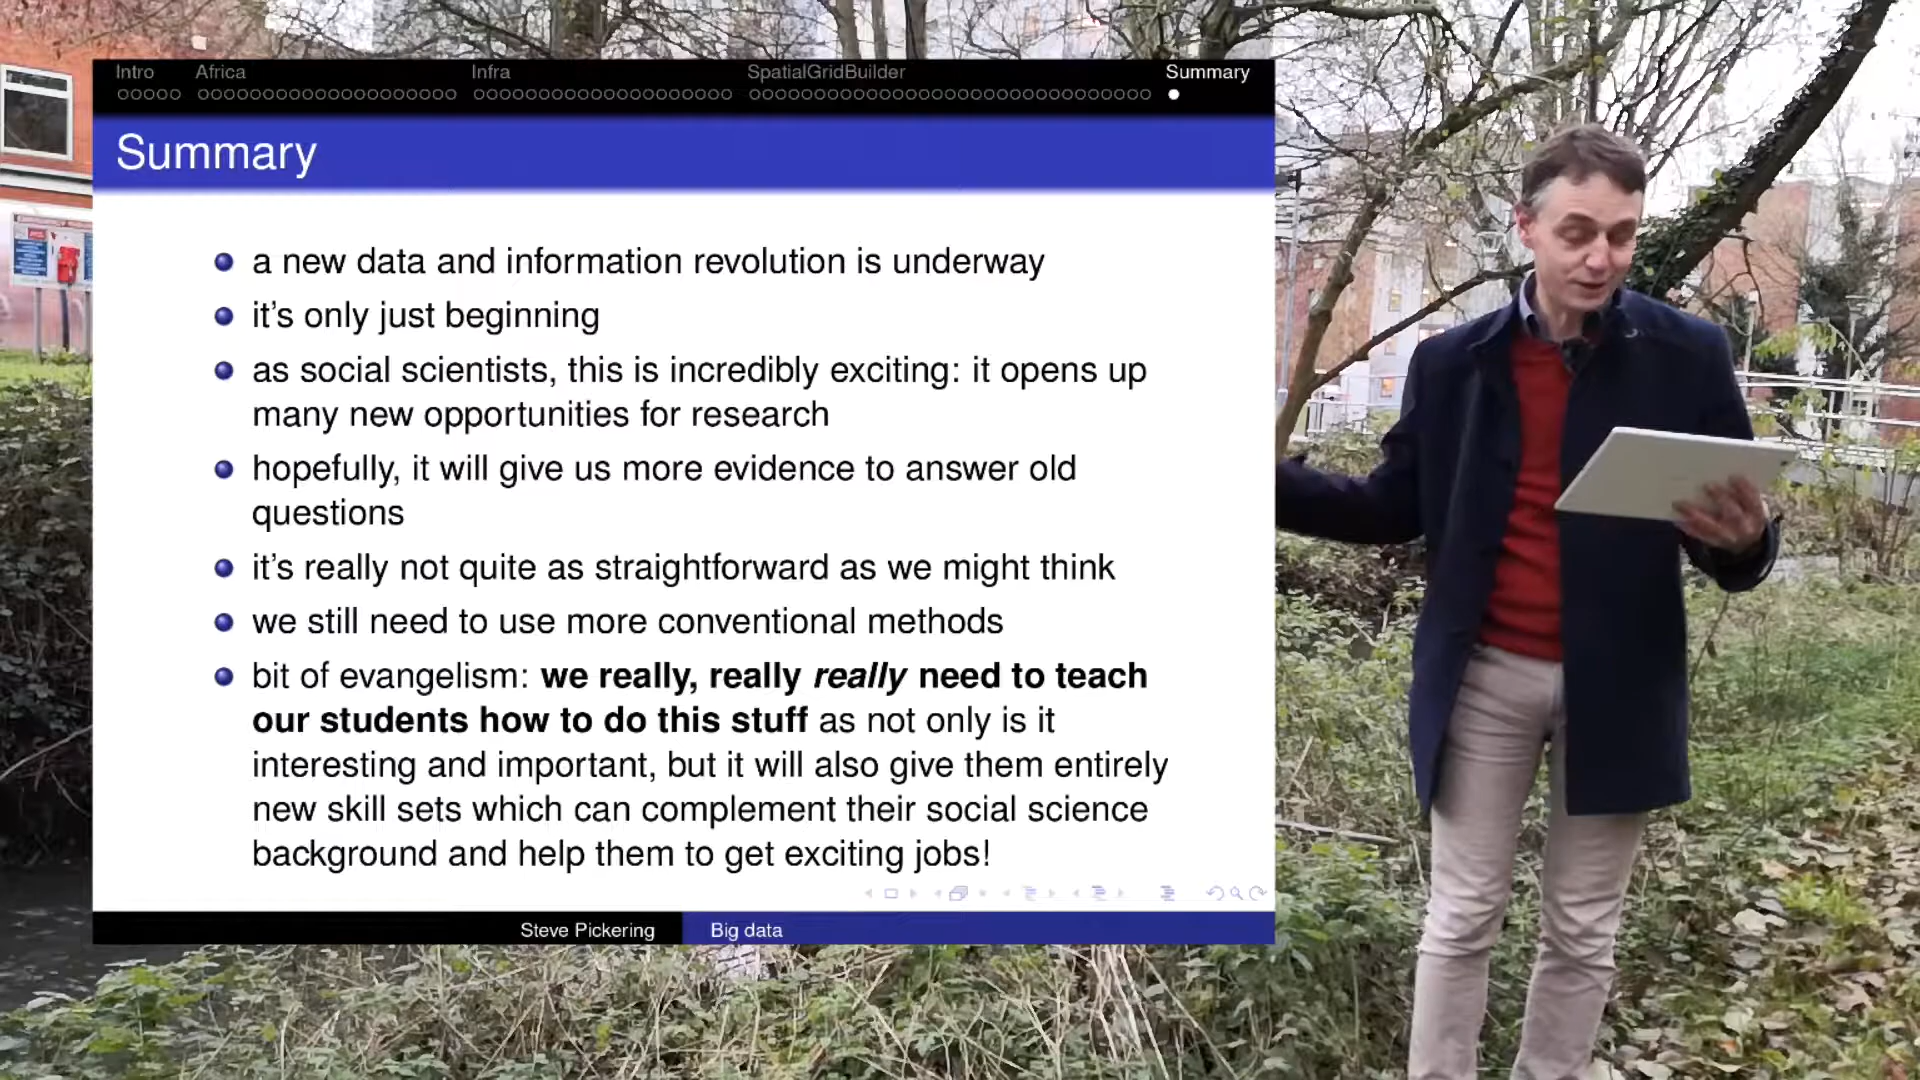 Intro Africa Infra SpatialGridBuilder Summary
Summary
a new data and information revolution is underway
it's only just beginning
as social scientists, this is incredibly exciting: it opens up
many new opportunities for research
hopefully, it will give us more evidence to answer old
questions
it's really not quite as straightforward as we might think
we still need to use more conventional methods
bit of evangelism: we really, really really need to teach
our students how to do this stuff as not only is it
interesting and important, but it will also give them entirely
new skill sets which can complement their social science
background and help them to get exciting jobs!
Steve Pickering Big data